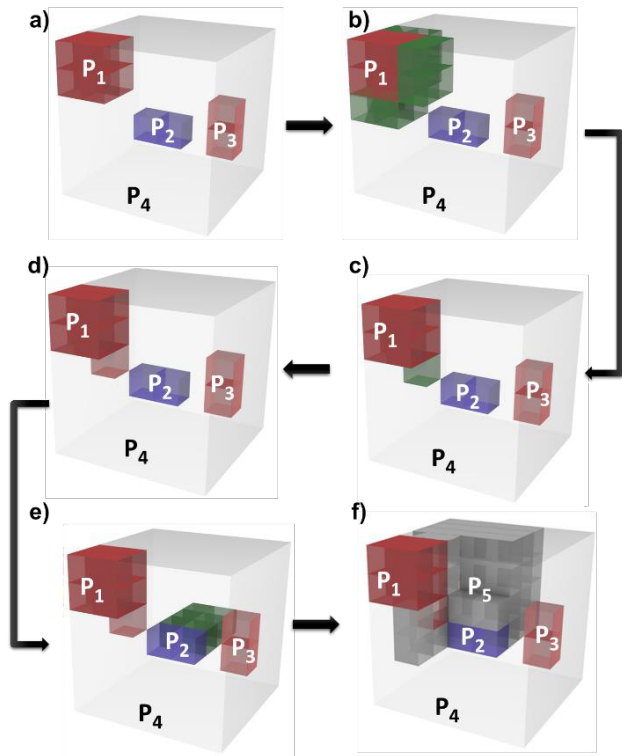 a)
P₁
P₂
P₃
P₄
b)
P₁
P₂
P₃
P₄
d)
P₁
P₂
P₃
P₄
c)
P₁
P₂
P₃
P₄
e)
P₁
P₂
P₃
P₄
f)
P₁
P₅
P₂
P₃
P₄